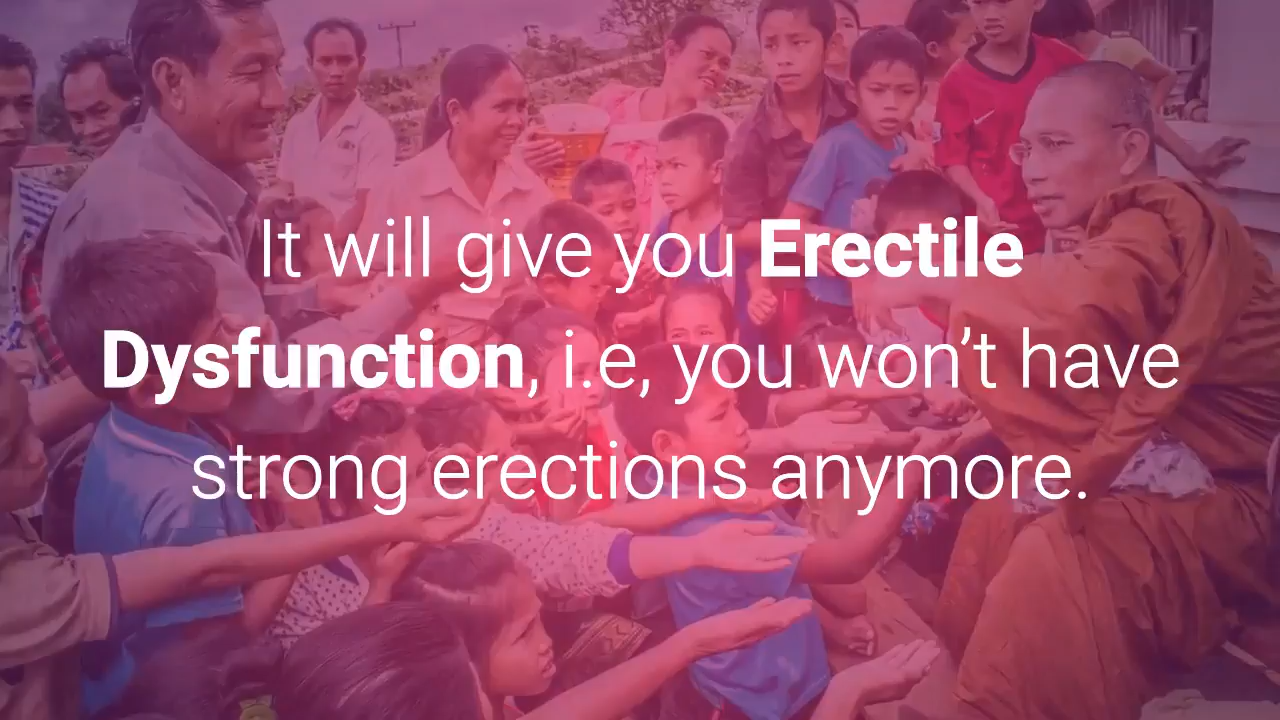 It will give you Erectile
Dysfunction, i.e, you won’t have
strong erections anymore.